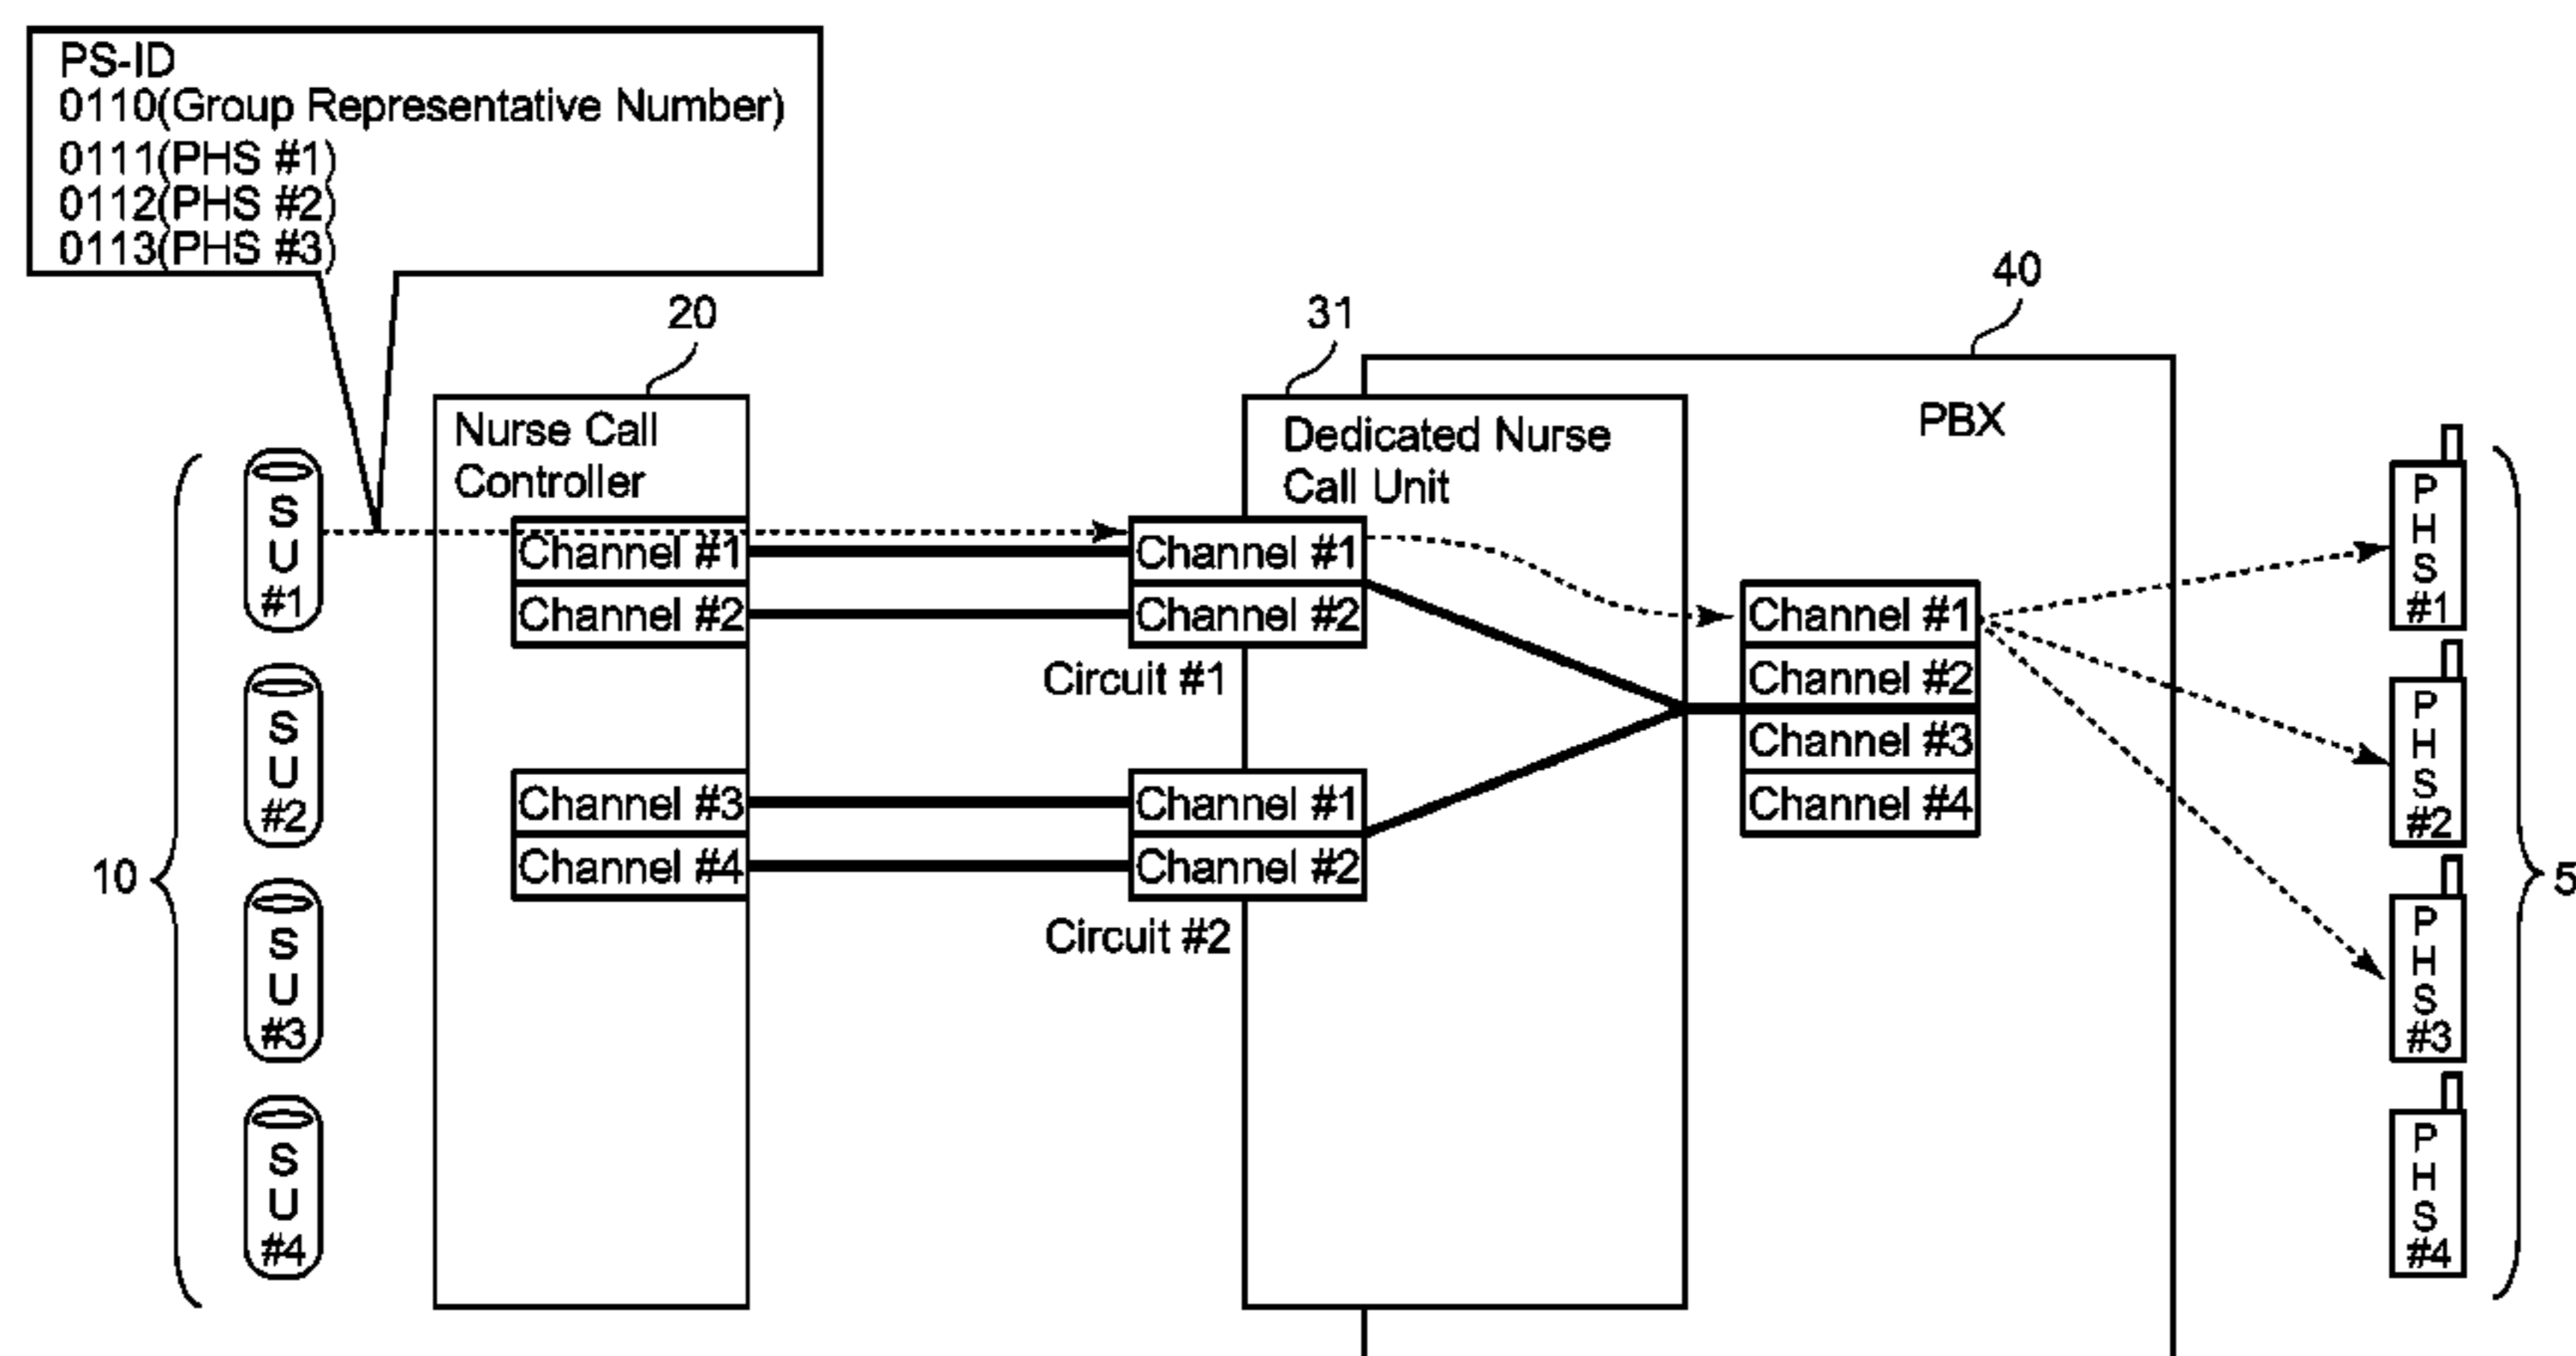 PS-ID
0110(Group Representative Number)
0111(PHS #1)
0112(PHS #2)
0113(PHS #3)
20
31
40
Nurse Call
Controller
Dedicated Nurse
Call Unit
PBX
10
S
U
#1
S
U
#2
S
U
#3
S
U
#4
Channel #1
Channel #2
Channel #3
Channel #4
Channel #1
Channel #2
Circuit #1
Channel #1
Channel #2
Circuit #2
Channel #1
Channel #2
Channel #3
Channel #4
P
H
S
#1
P
H
S
#2
P
H
S
#3
P
H
S
#4
5